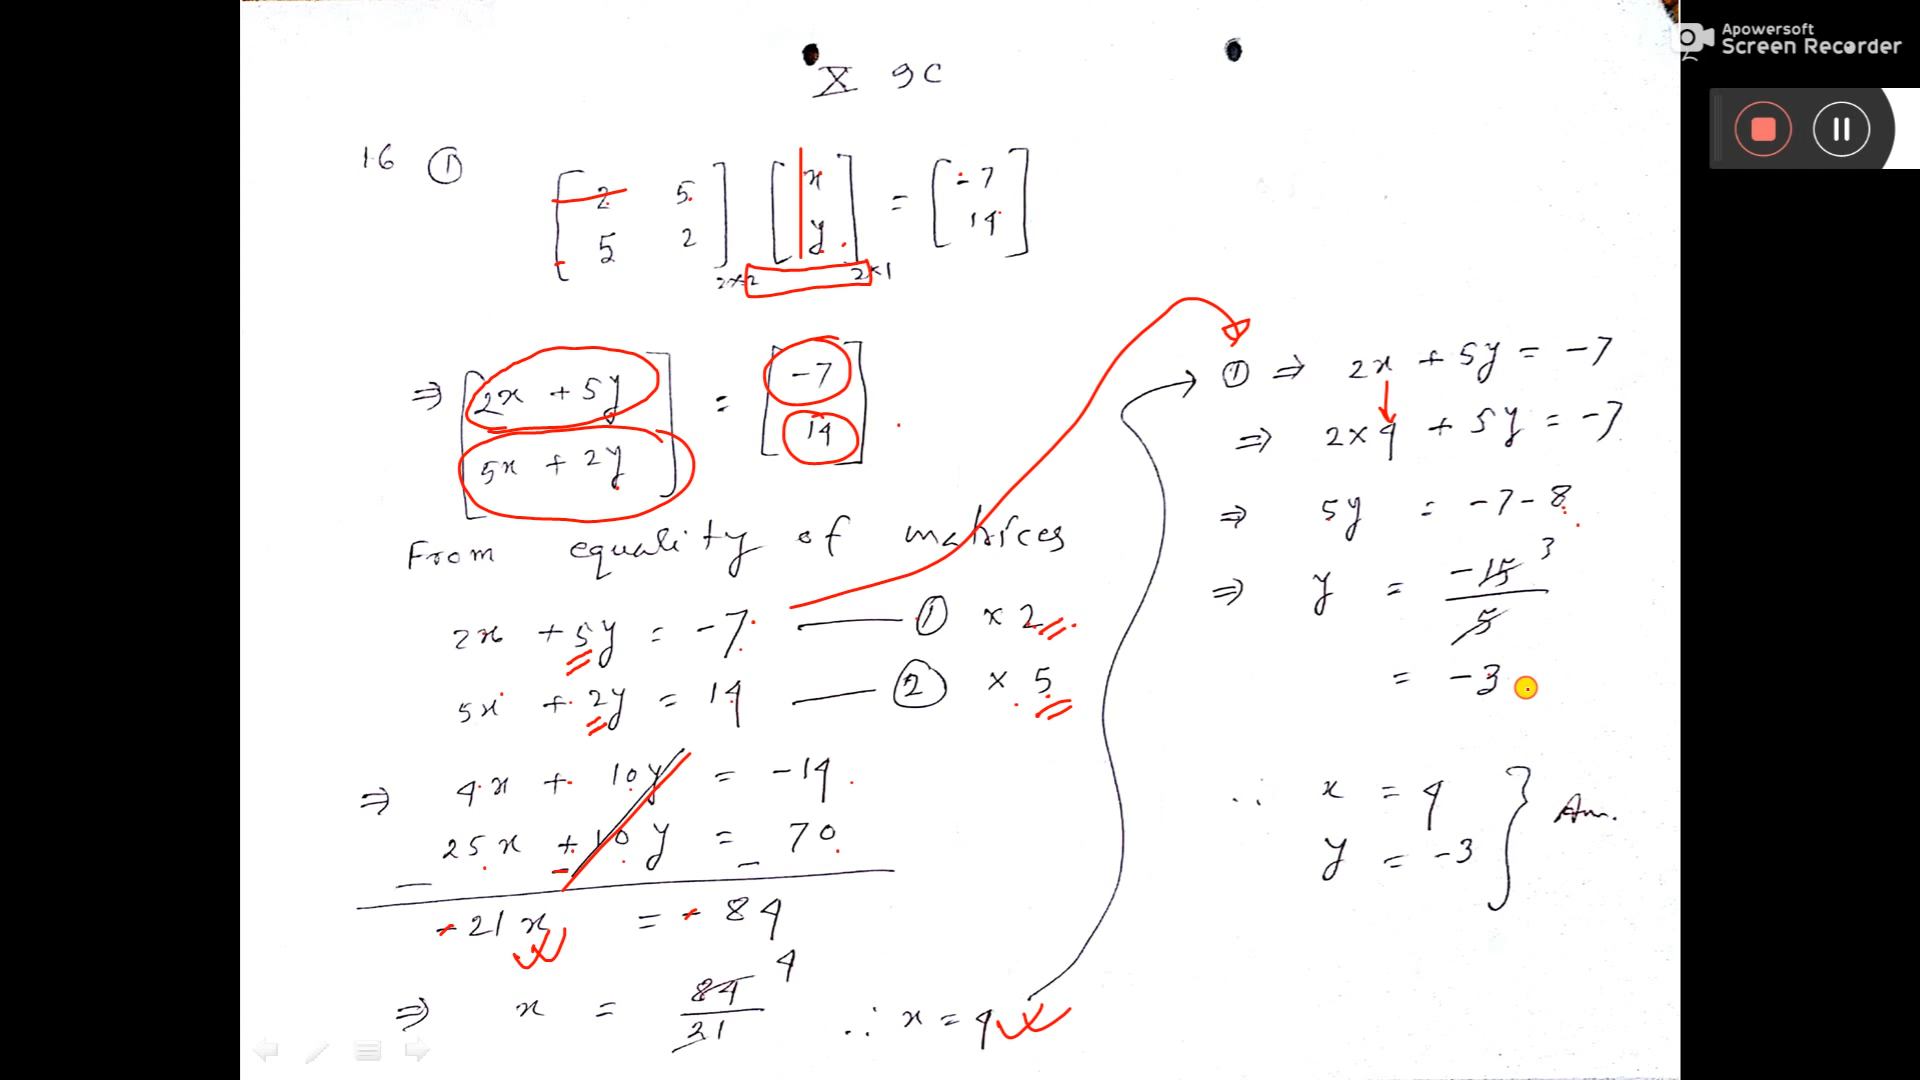 Apowersoft
Screen Recorder
X 9C
16 ①
[2 5
5 2]2×2 [x
y]2×1 = [-7
14]
⇒ [2x + 5y
5x + 2y] = [-7
14]
From equality of matrices
2x + 5y = -7 — ① × 2
5x + 2y = 14 — ② × 5
⇒ 4x + 10y = -14
25x + 10y = 70
- - -
-21x = -84
⇒ x = 84/21 4 ∴ x = 4
① ⇒ 2x + 5y = -7
⇒ 2×4 + 5y = -7
⇒ 5y = -7-8
⇒ y = -15/5 3
= -3
∴ x = 4
y = -3 } Ans.